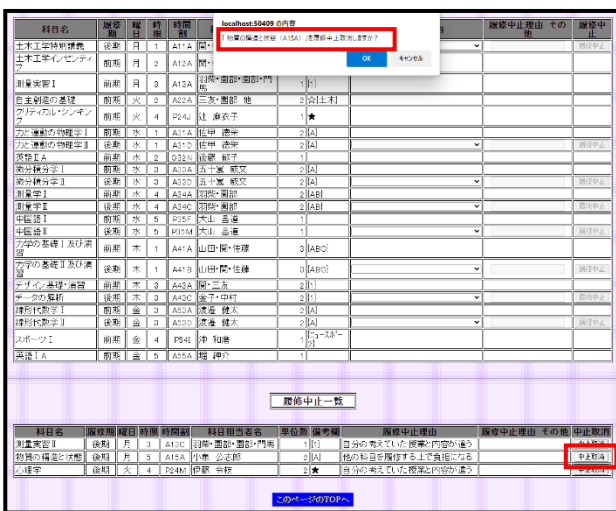 localhost:50409 の内容
「物質の構造と状態 (A15A)」を履修中止取消しますか？
OK キャンセル
科目名 履修期 曜日 時限 時間割 履修中止理由 その他 履修中止
土木工学特別講義 後期 月 1 A11A
土木工学インセンティブ 前期 月 2 A12A
測量実習Ⅰ 前期 月 3 A13A 羽柴・園部・園部・門馬 1 [1]
自主創造の基礎 前期 火 2 A22A 三友・園部 他 2 ☆[土木]
クリティカル・シンキング 前期 火 4 P24J 辻 麻衣子 1 ★
力と運動の物理学Ⅰ 前期 水 1 A31A 佐甲 徳栄 2 [A]
力と運動の物理学Ⅱ 後期 水 1 A31D 佐甲 徳栄 2 [A] 履修中止
英語ⅡA 前期 水 2 O32N 後藤 郁子 1
微分積分学Ⅰ 前期 水 3 A33A 五十嵐 威文 2 [A]
微分積分学Ⅱ 後期 水 3 A33D 五十嵐 威文 2 [A] 履修中止
測量学Ⅰ 前期 水 4 A34A 羽柴・園部 2 [AB]
測量学Ⅱ 後期 水 4 A34C 羽柴・園部 2 [AB] 履修中止
中国語Ⅰ 前期 水 5 P35F 大山 昌道 1
中国語Ⅱ 後期 水 5 P35M 大山 昌道 1 履修中止
力学の基礎Ⅰ及び演習 前期 木 1 A41A 山田・関・佐藤 3 [ABC]
力学の基礎Ⅱ及び演習 後期 木 1 A41B 山田・関・佐藤 3 [ABC] 履修中止
デザイン基礎・演習 前期 木 3 A43A 関・三友 2 [1]
データの解析 後期 木 3 A43C 金子・中村 2 [1] 履修中止
線形代数学Ⅰ 前期 金 3 A53A 渡邉 健太 2 [A]
線形代数学Ⅱ 後期 金 3 A53D 渡邉 健太 2 [A] 履修中止
スポーツⅠ 前期 金 4 P54I 沖 和磨 1 [ニュースポーツ]
英語ⅠA 前期 金 5 A55A 堀 紳介 1
履修中止一覧
科目名 履修期 曜日 時限 時間割 科目担当者名 単位数 備考欄 履修中止理由 履修中止理由 その他 中止取消
測量実習Ⅱ 後期 月 3 A13C 羽柴・園部・園部・門馬 1 [1] 自分の考えていた授業と内容が違う 中止取消
物質の構造と状態 後期 月 5 A15A 小泉 公志郎 2 [A] 他の科目を履修する上で負担になる 中止取消
心理学 後期 火 4 P24M 伊藤 令枝 2 ★ 自分の考えていた授業と内容が違う 中止取消
このページのTOPへ